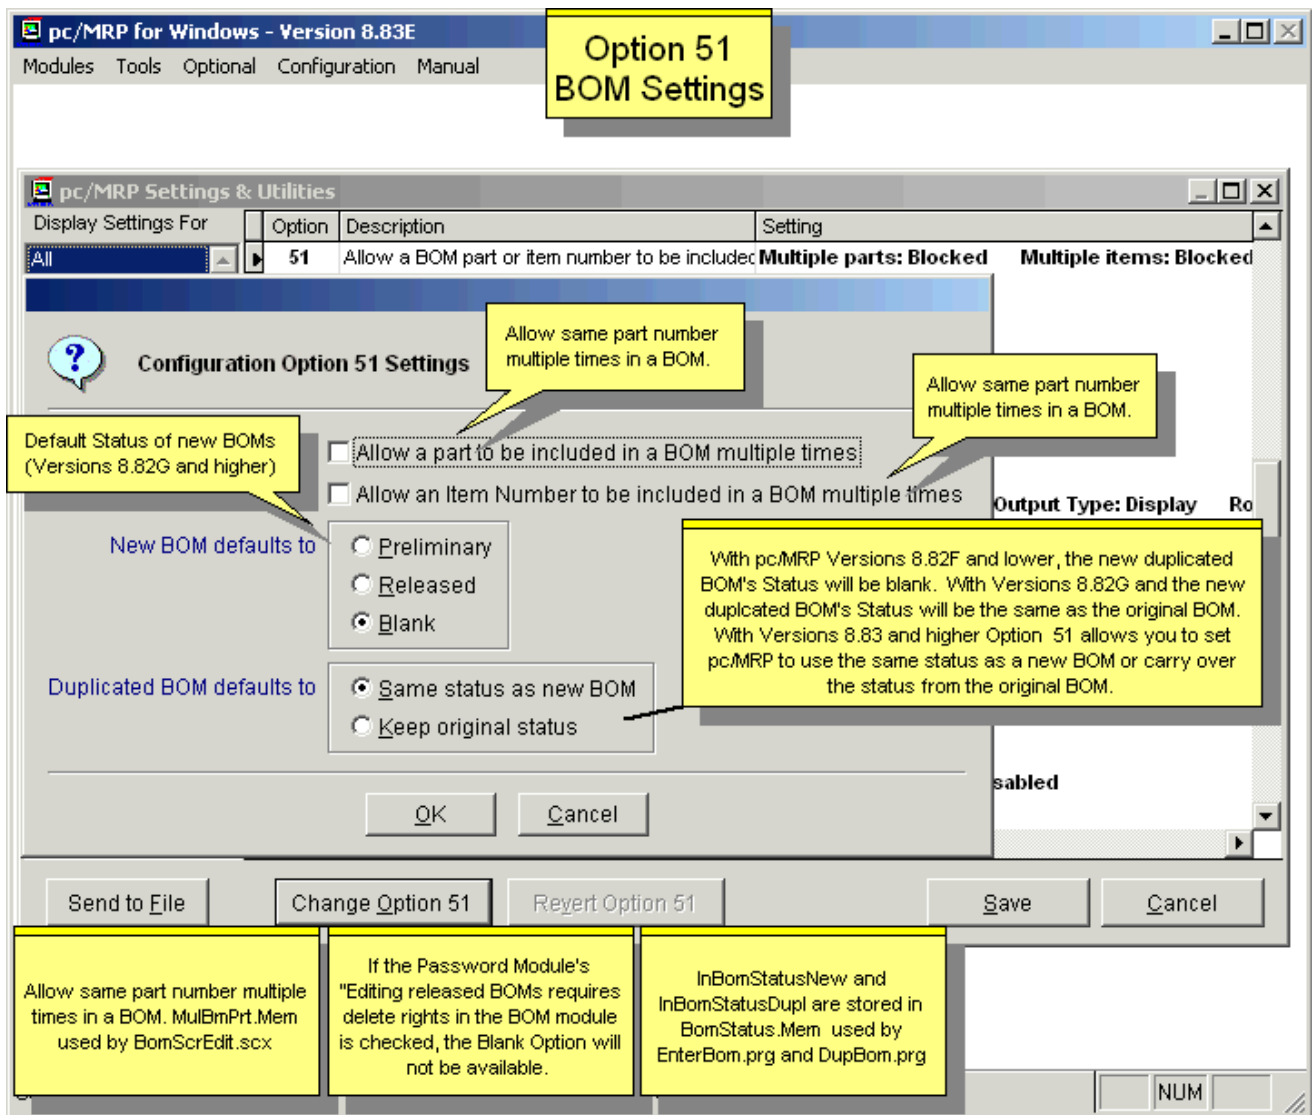 pc/MRP for Windows - Version 8.83E
Option 51
BOM Settings
Modules Tools Optional Configuration Manual
pc/MRP Settings & Utilities
Display Settings For
Option Description Setting
All
51 Allow a BOM part or item number to be included Multiple parts: Blocked Multiple items: Blocked
Configuration Option 51 Settings
Allow same part number
multiple times in a BOM.
Allow same part number
multiple times in a BOM.
Default Status of new BOMs
(Versions 8.82G and higher)
Allow a part to be included in a BOM multiple times
Allow an Item Number to be included in a BOM multiple times
Output Type: Display Ro
New BOM defaults to
Preliminary
Released
Blank
With pc/MRP Versions 8.82F and lower, the new duplicated
BOM's Status will be blank. With Versions 8.82G and the new
duplcated BOM's Status will be the same as the original BOM.
With Versions 8.83 and higher Option 51 allows you to set
pc/MRP to use the same status as a new BOM or carry over
the status from the original BOM.
Duplicated BOM defaults to
Same status as new BOM
Keep original status
sabled
OK Cancel
Send to File Change Option 51 Revert Option 51 Save Cancel
Allow same part number multiple
times in a BOM. MulBmPrt.Mem
used by BomScrEdit.scx
If the Password Module's
"Editing released BOMs requires
delete rights in the BOM module
is checked, the Blank Option will
not be available.
InBomStatusNew and
InBomStatusDupl are stored in
BomStatus.Mem used by
EnterBom.prg and DupBom.prg
NUM